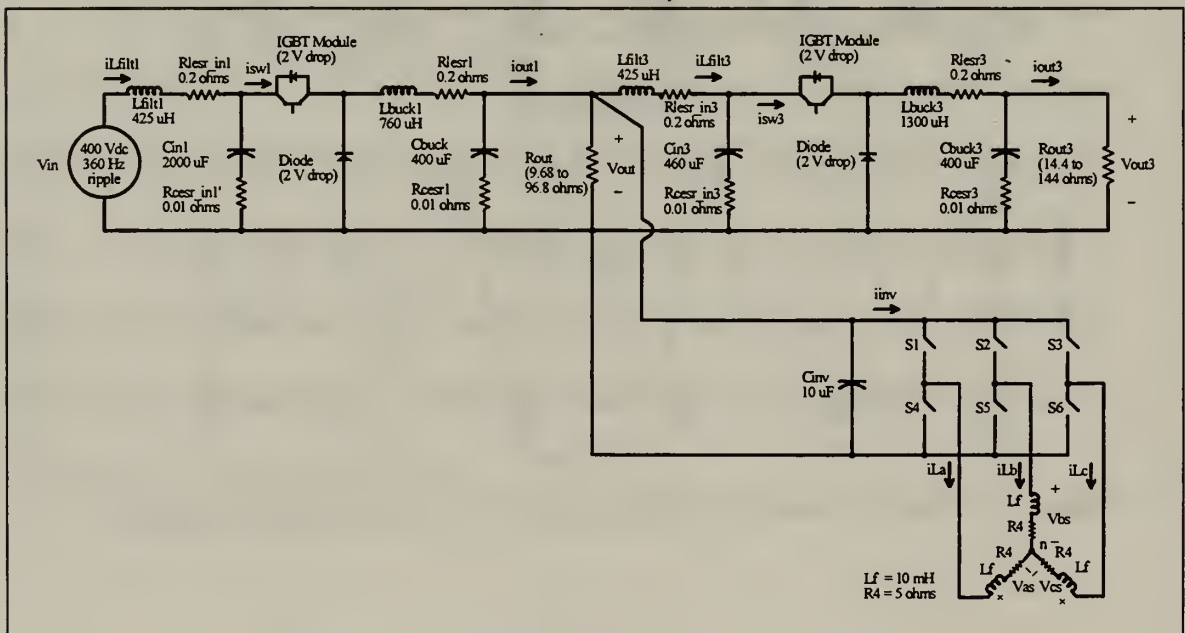 IGBT Module
(2 V drop)
iLfilt1
Rlesr_in1
0.2 ohms
isw1
Rlesr1
0.2 ohms
iout1
Lfilt1
425 uH
Lbuck1
760 uH
Vin
400 Vdc
360 Hz
ripple
Cin1
2000 uF
Rcesr_in1'
0.01 ohms
Diode
(2 V drop)
Cbuck
400 uF
Rcesr1
0.01 ohms
Rout
(9.68 to
96.8 ohms)
+
Vout
−
Lfilt3
425 uH
iLfilt3
Rlesr_in3
0.2 ohms
isw3
IGBT Module
(2 V drop)
Rlesr3
0.2 ohms
iout3
Lbuck3
1300 uH
Cin3
460 uF
Rcesr_in3
0.01 ohms
Diode
(2 V drop)
Cbuck3
400 uF
Rcesr3
0.01 ohms
Rout3
(14.4 to
144 ohms)
+
Vout3
−
iinv
Cinv
10 uF
S1
S2
S3
S4
S5
S6
iLa
iLb
iLc
Lf
+
Vbs
R4
n −
R4
R4
Lf
Lf
Vas
Vcs
Lf = 10 mH
R4 = 5 ohms